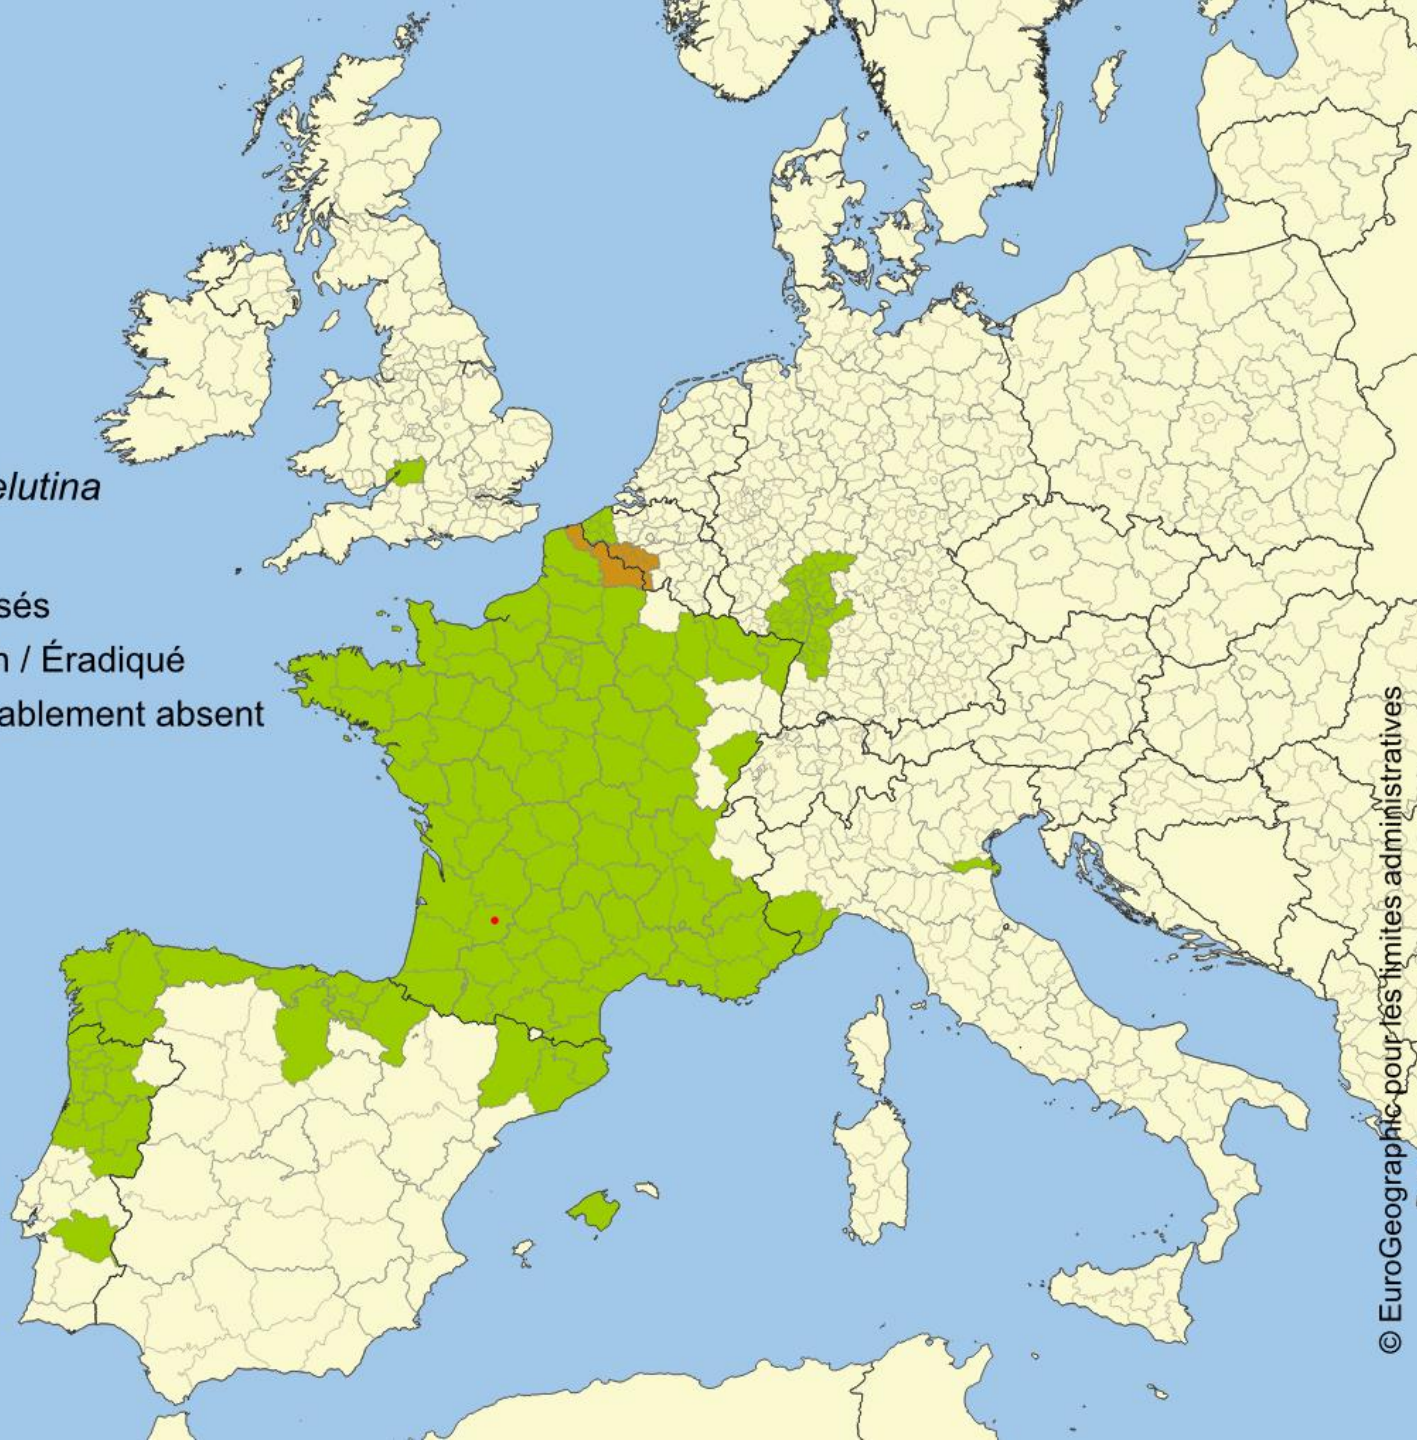 elutina
sés
n / Éradiqué
ablement absent
© EuroGeographic pour les limites administratives